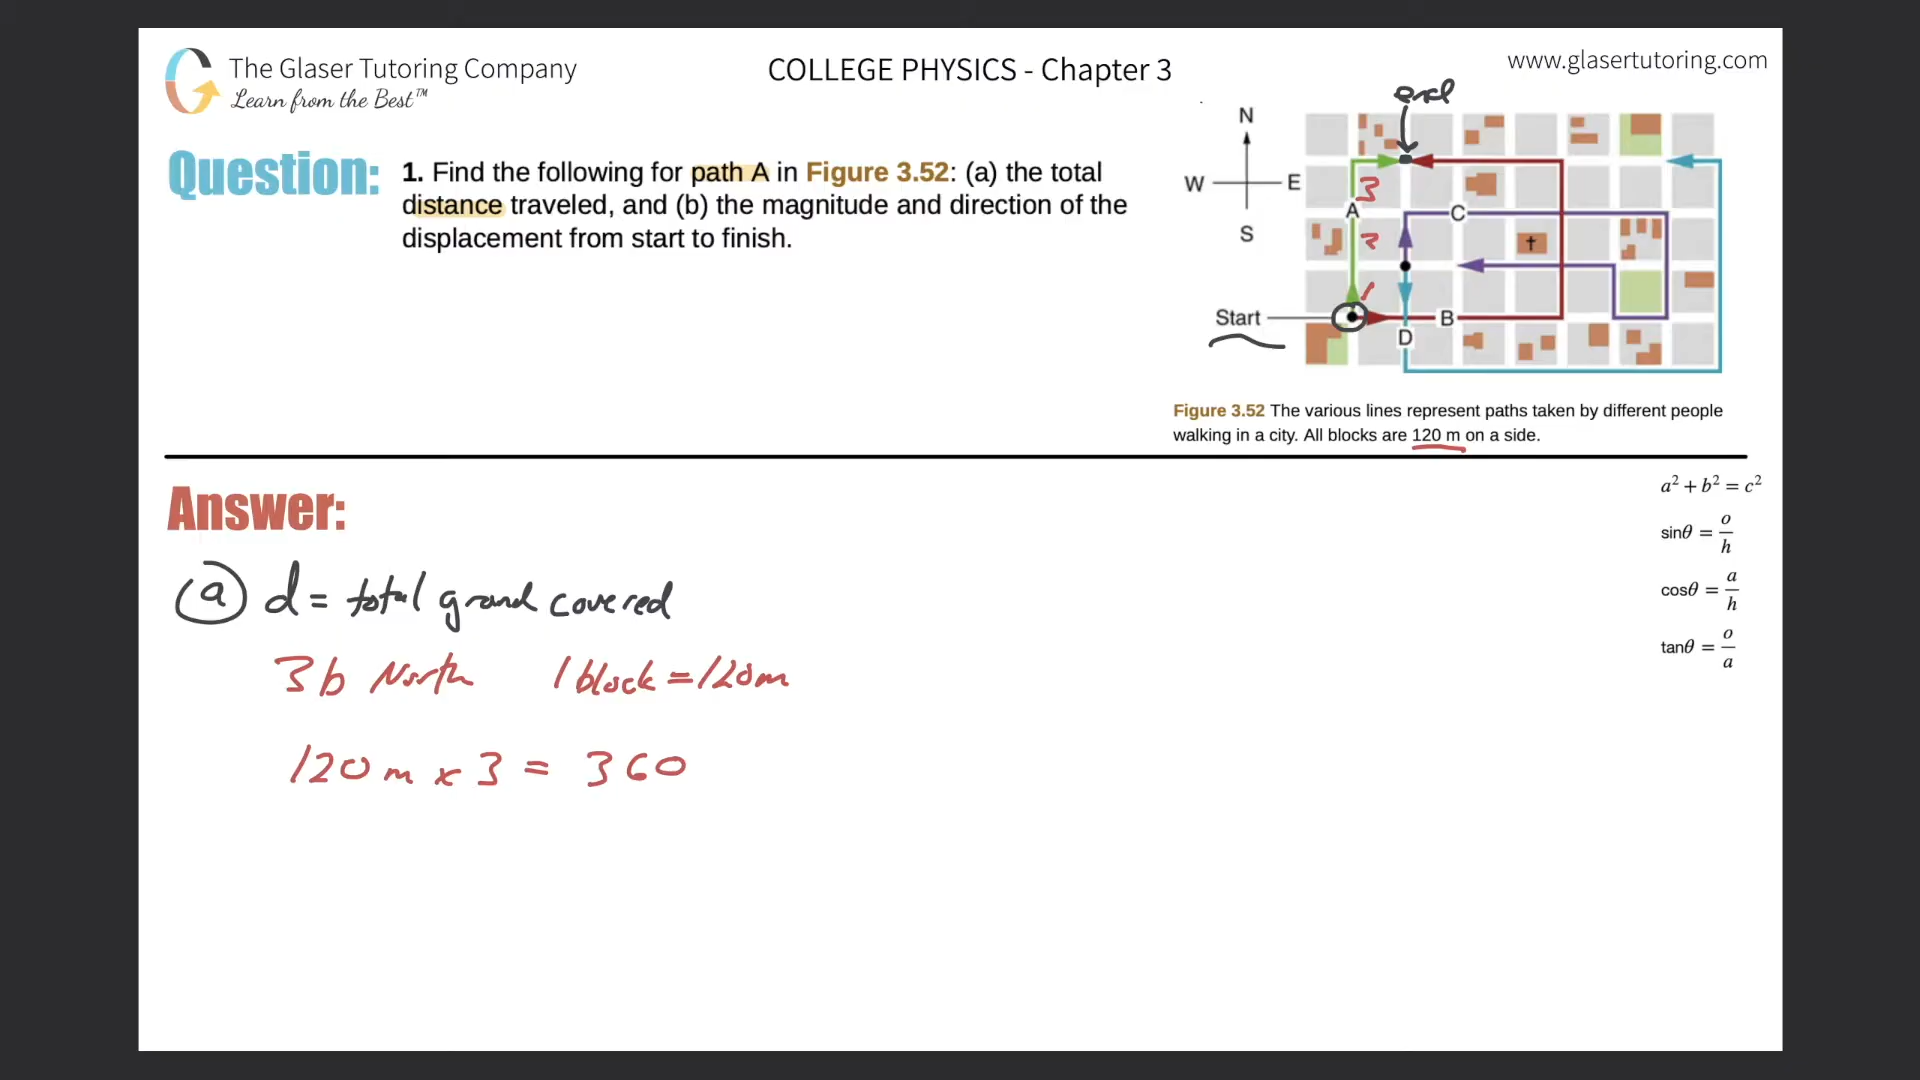 The Glaser Tutoring Company
Learn from the Best™
COLLEGE PHYSICS - Chapter 3
www.glasertutoring.com
Question:
1. Find the following for path A in Figure 3.52: (a) the total
distance traveled, and (b) the magnitude and direction of the
displacement from start to finish.
end
N
W E
S
3
A
C
2
1
Start
B
D
Figure 3.52 The various lines represent paths taken by different people
walking in a city. All blocks are 120 m on a side.
Answer:
a² + b² = c²
sinθ = o/h
cosθ = a/h
tanθ = o/a
(a) d = total ground covered
3b North 1 block = 120m
120 m x 3 = 360